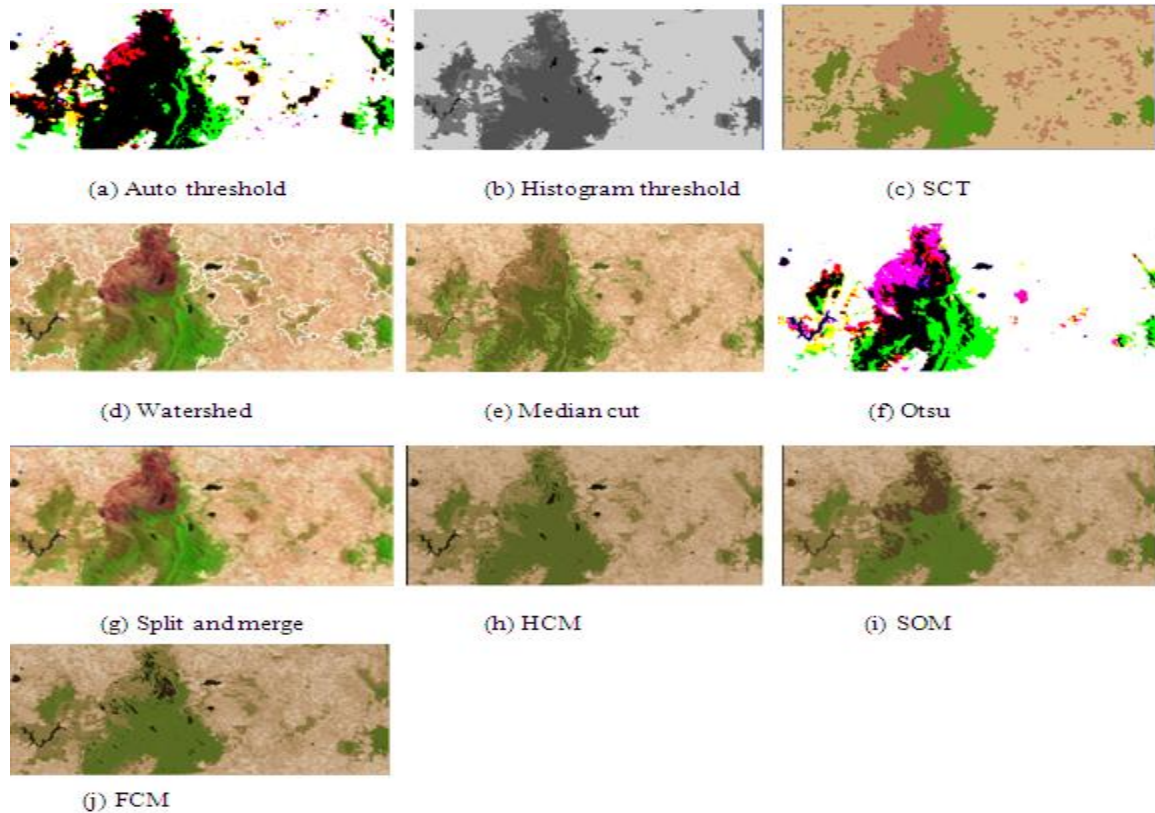 (a) Auto threshold
(b) Histogram threshold
(c) SCT
(d) Watershed
(e) Median cut
(f) Otsu
(g) Split and merge
(h) HCM
(i) SOM
(j) FCM